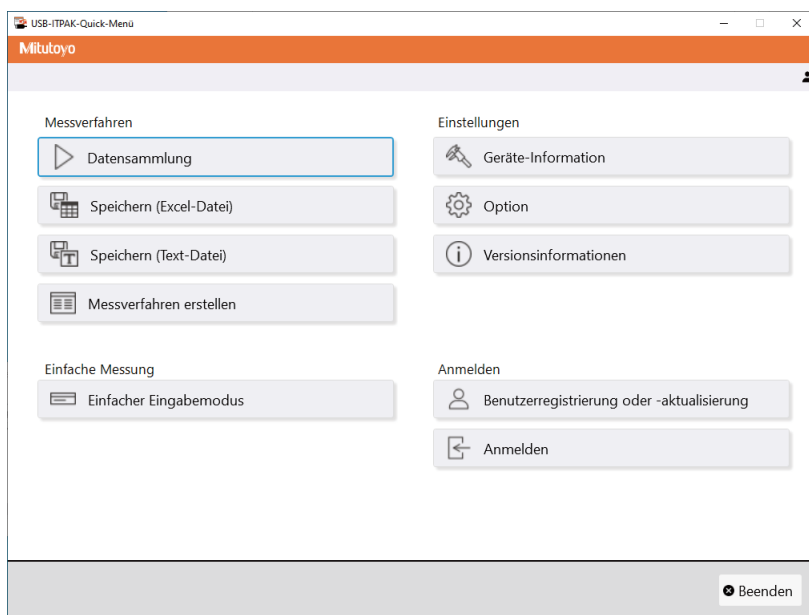 USB-ITPAK-Quick-Menü
Mitutoyo
Messverfahren
Datensammlung
Speichern (Excel-Datei)
Speichern (Text-Datei)
Messverfahren erstellen
Einfache Messung
Einfacher Eingabemodus
Einstellungen
Geräte-Information
Option
Versionsinformationen
Anmelden
Benutzerregistrierung oder -aktualisierung
Anmelden
Beenden